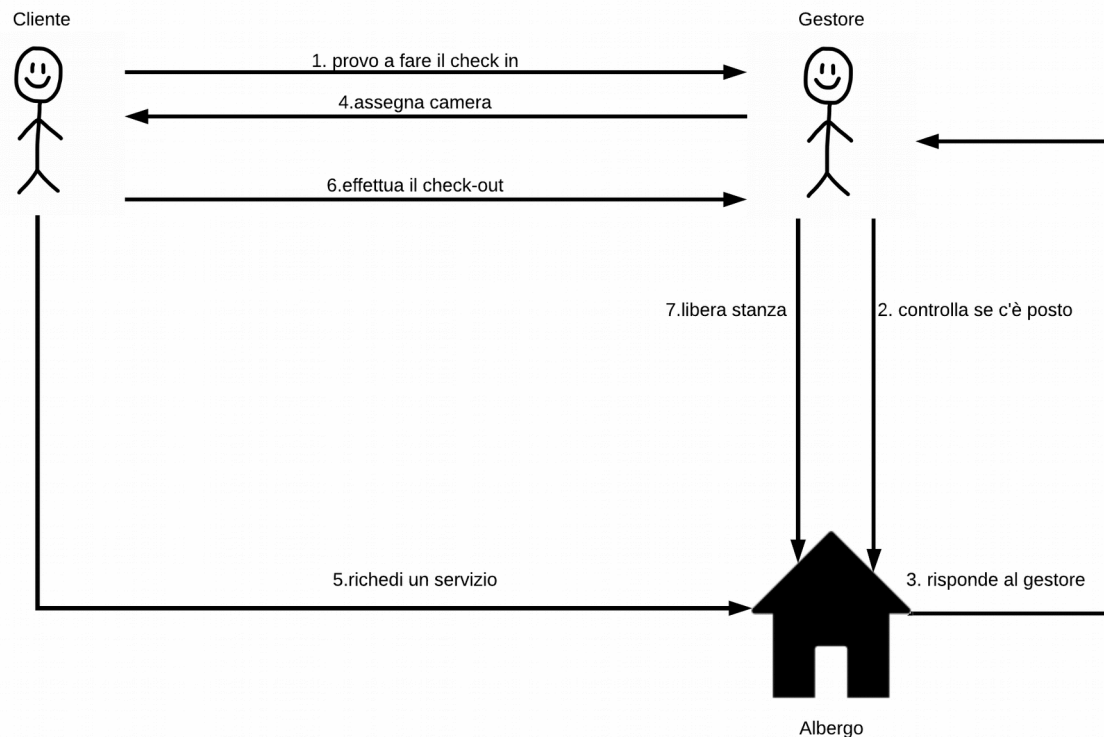 Cliente
Gestore
1. provo a fare il check in
4.assegna camera
6.effettua il check-out
7.libera stanza
2. controlla se c'è posto
5.richedi un servizio
3. risponde al gestore
Albergo